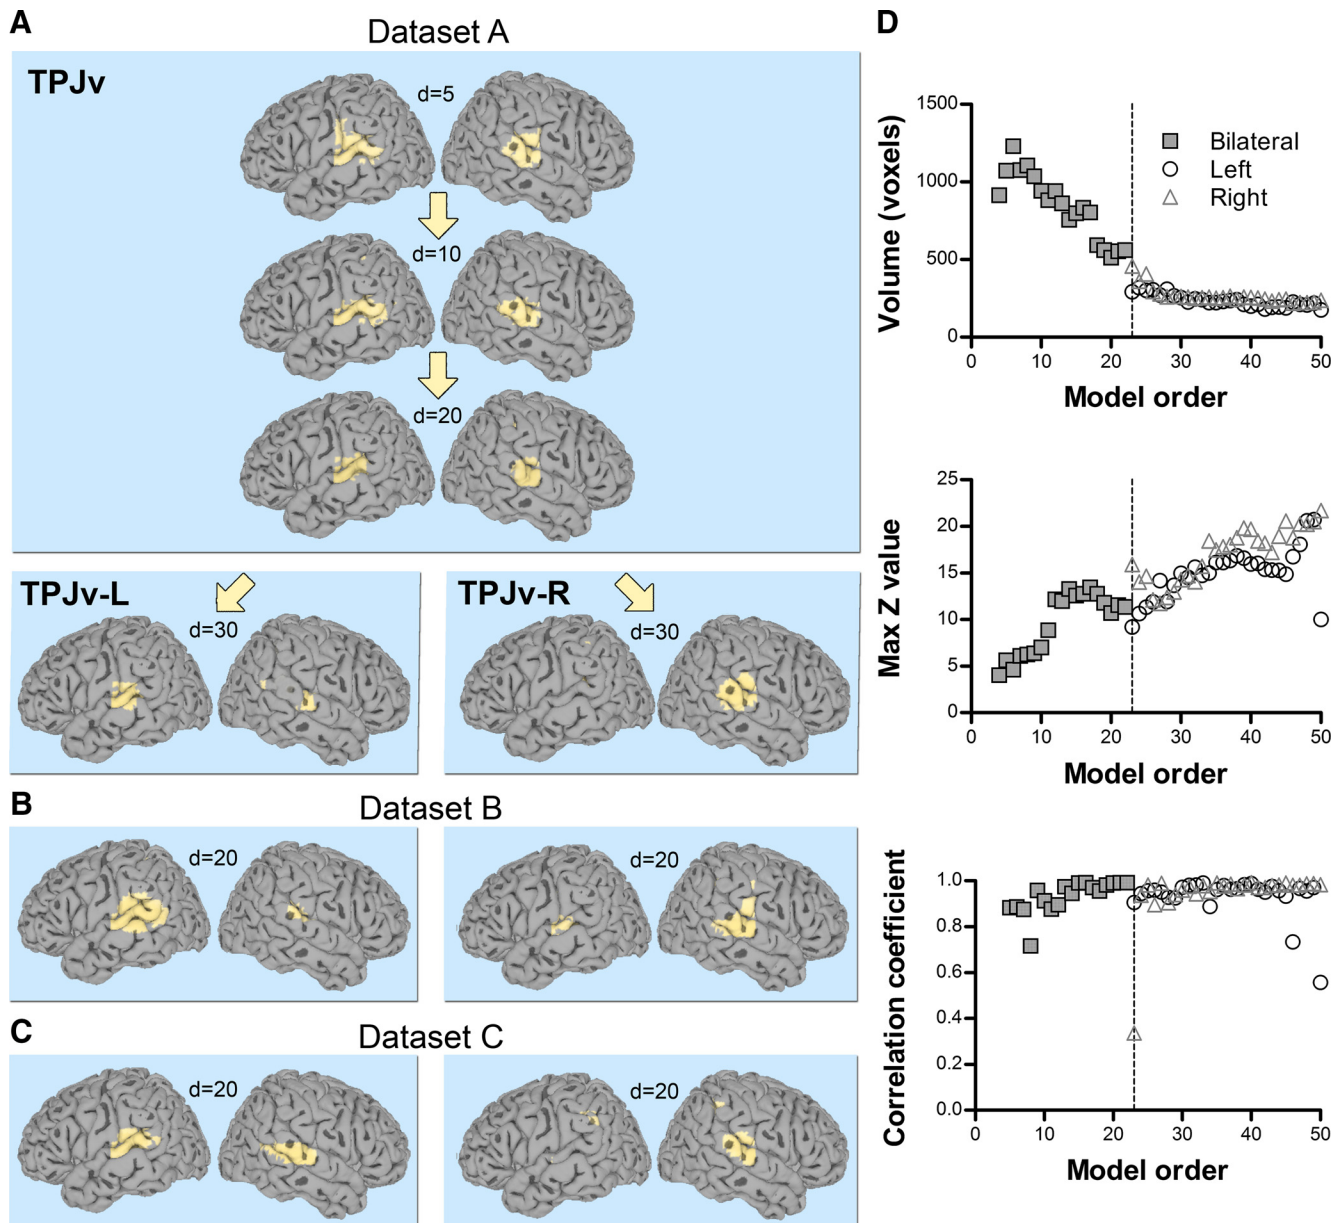 A
Dataset A
TPJv
d=5
d=10
d=20
TPJv-L
d=30
TPJv-R
d=30
B
Dataset B
d=20
d=20
C
Dataset C
d=20
d=20
D
Volume (voxels)
1500
1000
500
0
0 10 20 30 40 50
Model order
Bilateral
Left
Right
Max Z value
25
20
15
10
5
0
0 10 20 30 40 50
Model order
Correlation coefficient
1.0
0.8
0.6
0.4
0.2
0.0
0 10 20 30 40 50
Model order